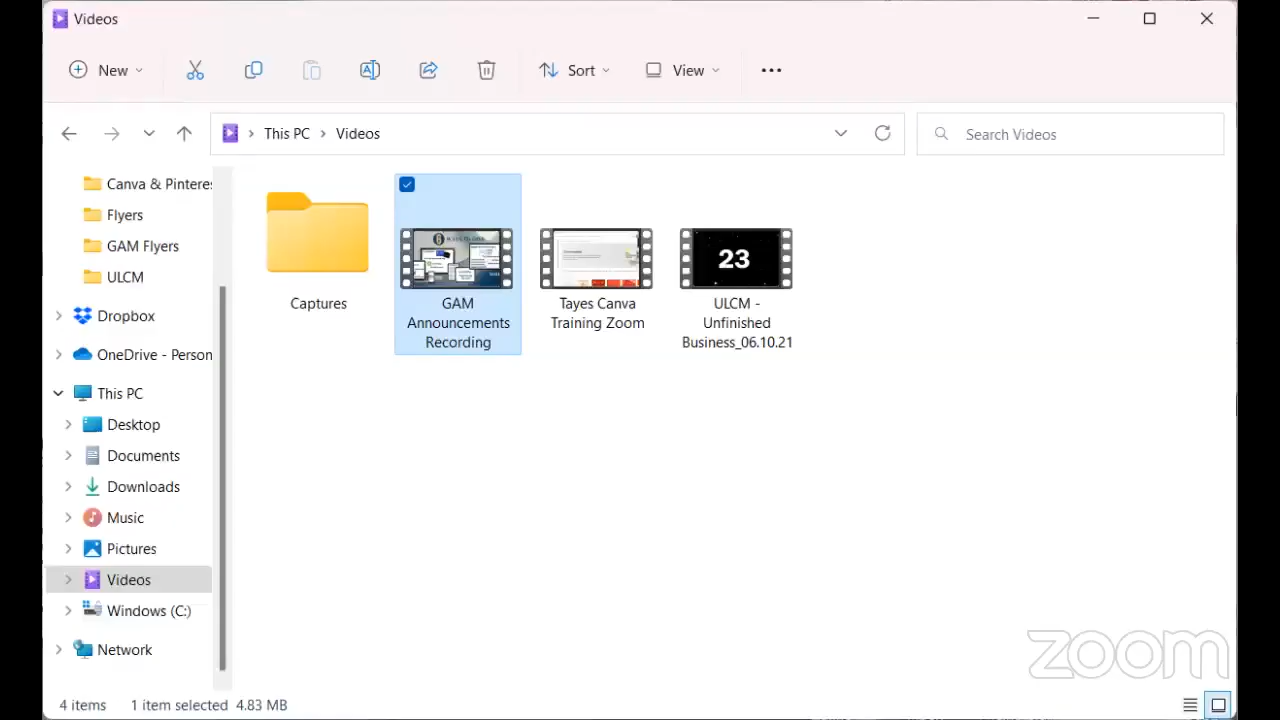 Videos
New
Sort
View
This PC
Videos
Search Videos
Canva & Pinteres
Flyers
GAM Flyers
ULCM
Dropbox
OneDrive - Person
This PC
Desktop
Documents
Downloads
Music
Pictures
Videos
Windows (C:)
Network
Captures
GAM
Announcements
Recording
Tayes Canva
Training Zoom
23
ULCM -
Unfinished
Business_06.10.21
4 items
1 item selected
4.83 MB
zoom